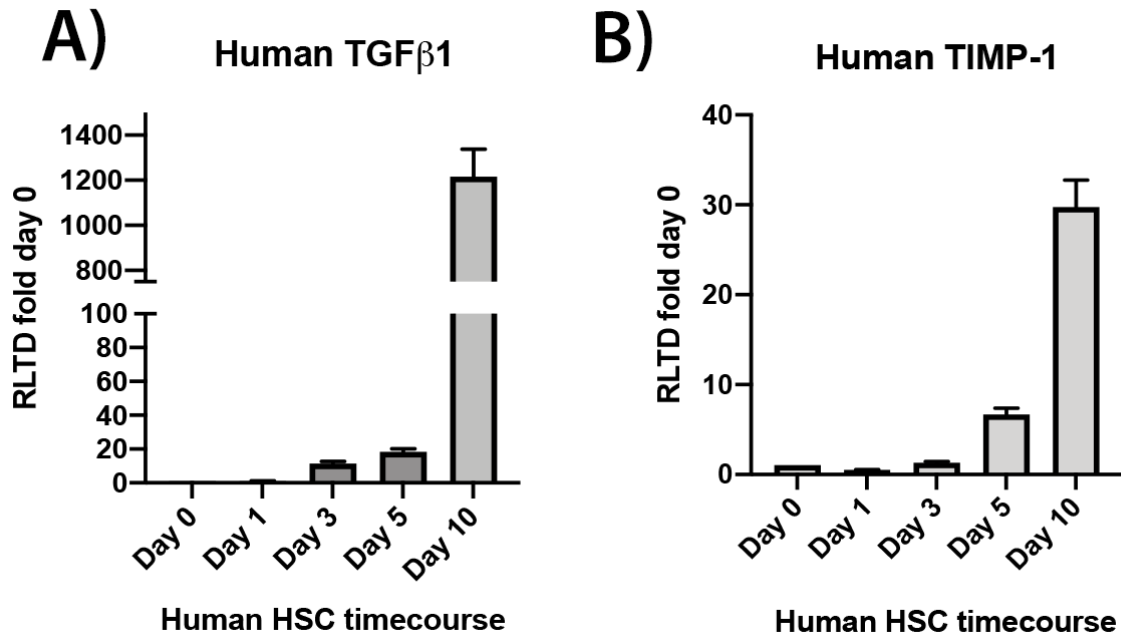 A)
Human TGFβ1
RLTD fold day 0
1400
1200
1000
800
100
80
60
40
20
0
Day 0
Day 1
Day 3
Day 5
Day 10
Human HSC timecourse
B)
Human TIMP-1
RLTD fold day 0
40
30
20
10
0
Day 0
Day 1
Day 3
Day 5
Day 10
Human HSC timecourse